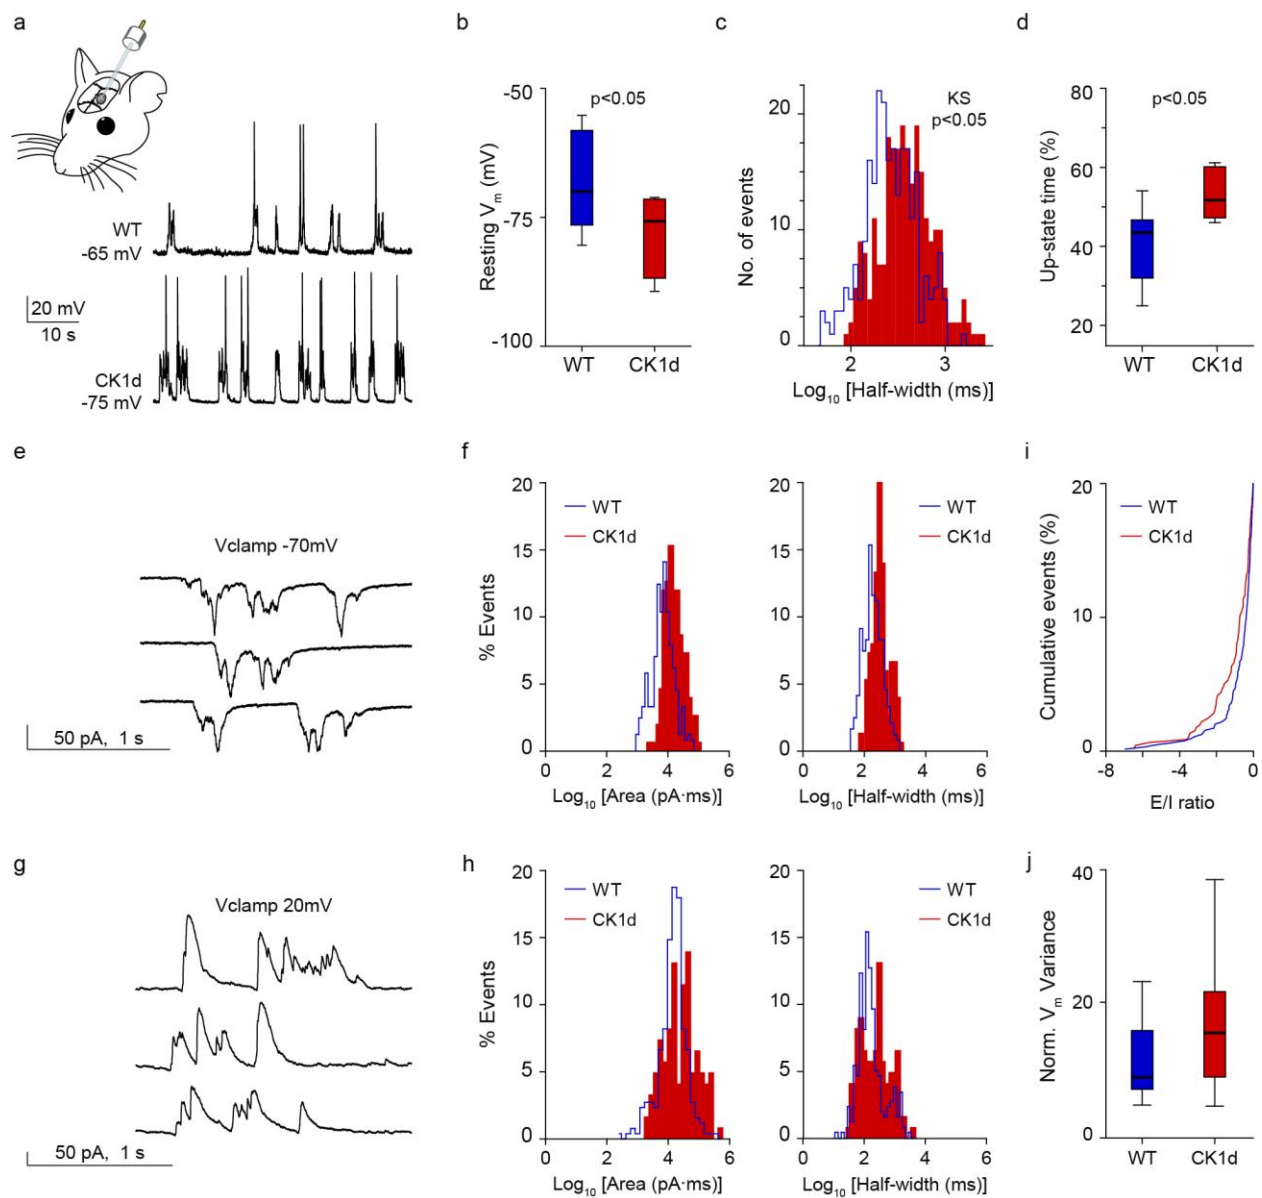 a
WT
-65 mV
20 mV
10 s
CK1d
-75 mV
b
p<0.05
-50
-75
-100
Resting Vm (mV)
WT CK1d
c
KS
p<0.05
20
10
0
No. of events
2 3
Log10 [Half-width (ms)]
d
p<0.05
80
60
40
20
Up-state time (%)
WT CK1d
e
Vclamp -70mV
50 pA, 1 s
f
20
15
10
5
0
% Events
WT
CK1d
0 2 4 6
Log10 [Area (pA·ms)]
20
15
10
5
0
WT
CK1d
0 2 4 6
Log10 [Half-width (ms)]
i
20
10
0
Cumulative events (%)
WT
CK1d
-8 -4 0
E/I ratio
g
Vclamp 20mV
50 pA, 1 s
h
20
15
10
5
0
% Events
WT
CK1d
0 2 4 6
Log10 [Area (pA·ms)]
20
15
10
5
0
WT
CK1d
0 2 4 6
Log10 [Half-width (ms)]
j
40
20
0
Norm. Vm Variance
WT CK1d